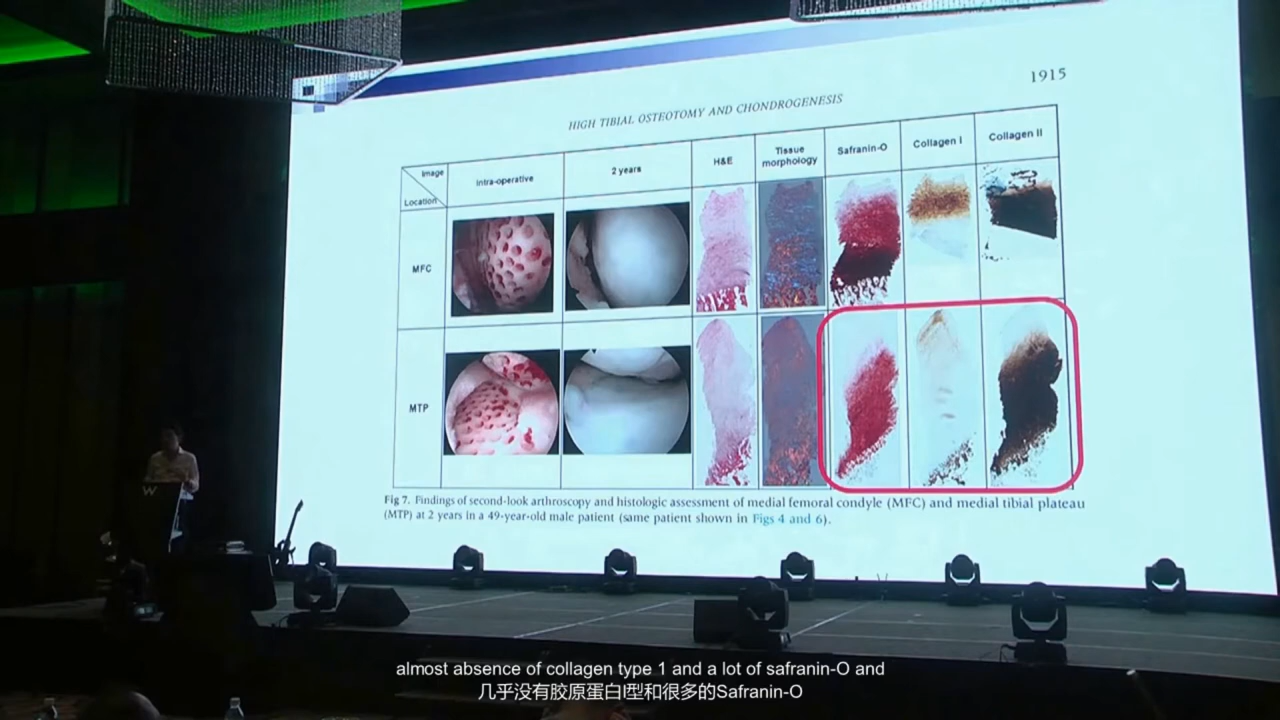 1915
HIGH TIBIAL OSTEOTOMY AND CHONDROGENESIS
Image
Location
Intra-operative
2 years
H&E
Tissue
morphology
Safranin-O
Collagen I
Collagen II
MFC
MTP
Fig 7. Findings of second-look arthroscopy and histologic assessment of medial femoral condyle (MFC) and medial tibial plateau
(MTP) at 2 years in a 49-year-old male patient (same patient shown in Figs 4 and 6).
W
almost absence of collagen type 1 and a lot of safranin-O and
几乎没有胶原蛋白I型和很多的Safranin-O